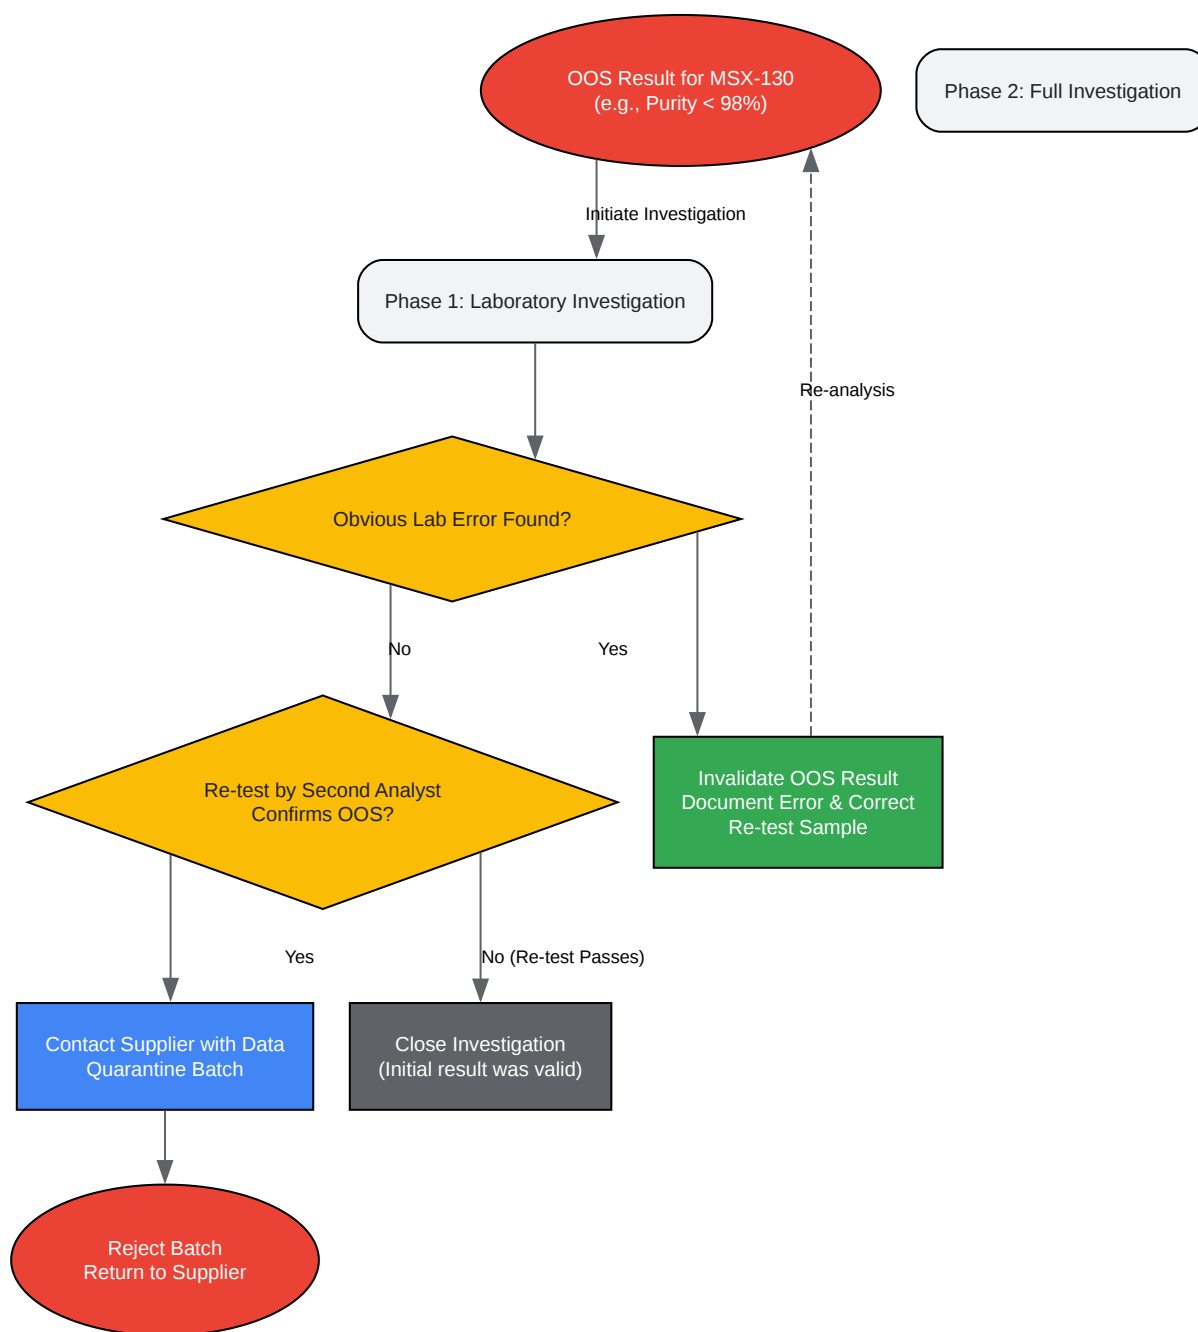 OOS Result for MSX-130
(e.g., Purity < 98%)
Phase 2: Full Investigation
Initiate Investigation
Phase 1: Laboratory Investigation
Re-analysis
Obvious Lab Error Found?
No
Yes
Re-test by Second Analyst
Confirms OOS?
Invalidate OOS Result
Document Error & Correct
Re-test Sample
Yes
No (Re-test Passes)
Contact Supplier with Data
Quarantine Batch
Close Investigation
(Initial result was valid)
Reject Batch
Return to Supplier